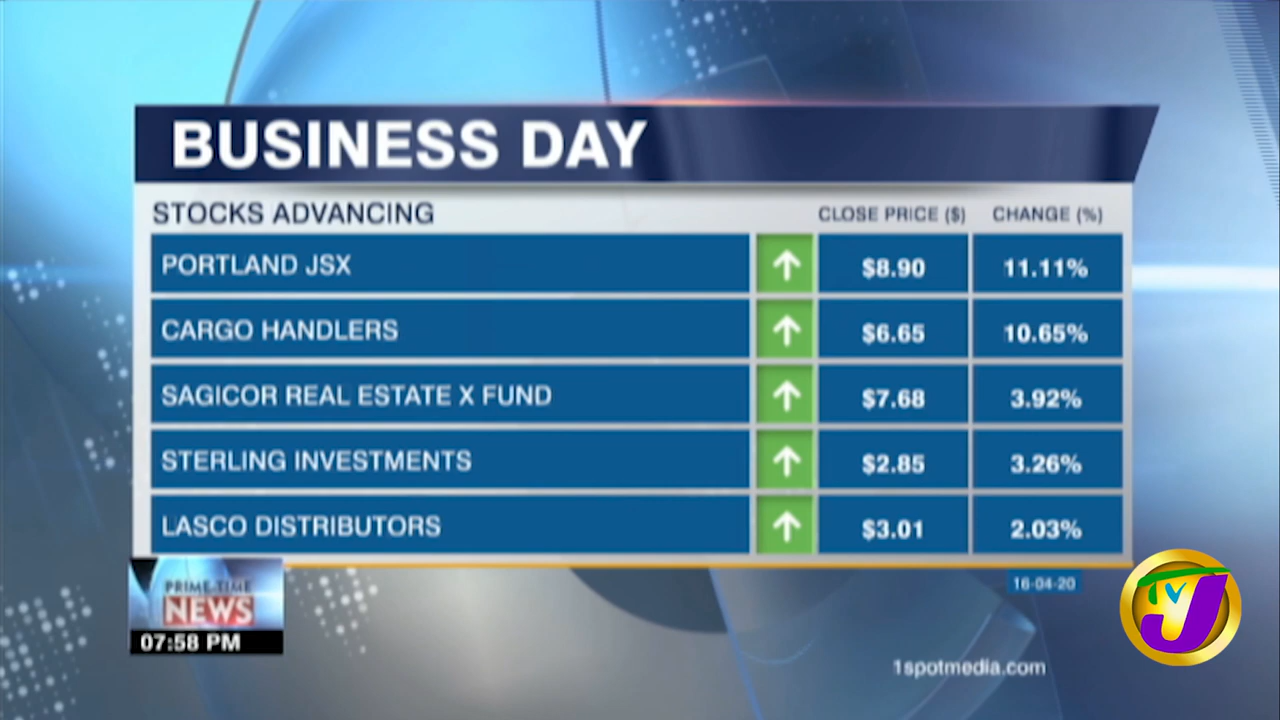 BUSINESS DAY
STOCKS ADVANCING CLOSE PRICE ($) CHANGE (%)
PORTLAND JSX $8.90 11.11%
CARGO HANDLERS $6.65 10.65%
SAGICOR REAL ESTATE X FUND $7.68 3.92%
STERLING INVESTMENTS $2.85 3.26%
LASCO DISTRIBUTORS $3.01 2.03%
PRIME TIME
NEWS
07:58 PM
16-04-20
TVJ
1spotmedia.com